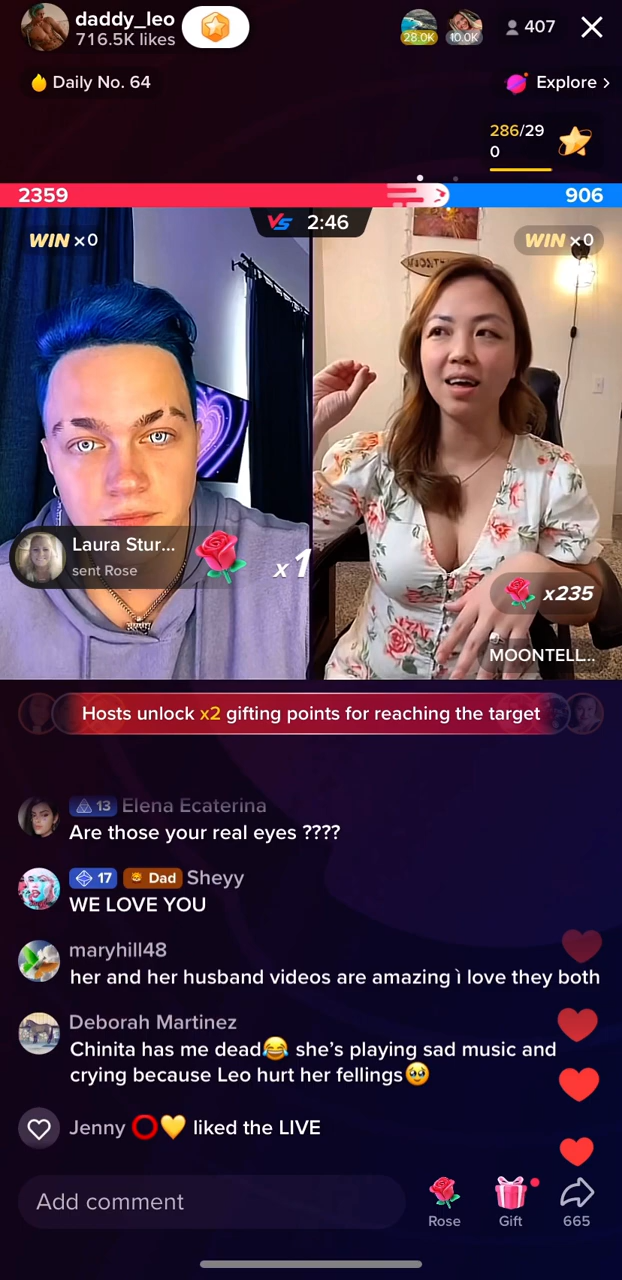 daddy_leo
716.5K likes
28.0K
10.0K
407
Daily No. 64
Explore >
286/29
0
2359
906
VS 2:46
WIN x0
WIN x0
Laura Stur...
sent Rose
x1
x235
MOONTELL..
Hosts unlock x2 gifting points for reaching the target
13 Elena Ecaterina
Are those your real eyes ????
17 Dad Sheyy
WE LOVE YOU
maryhill48
her and her husband videos are amazing ì love they both
Deborah Martinez
Chinita has me dead😂 she’s playing sad music and
crying because Leo hurt her fellings🥹
Jenny ⭕💛 liked the LIVE
Add comment
Rose
Gift
665